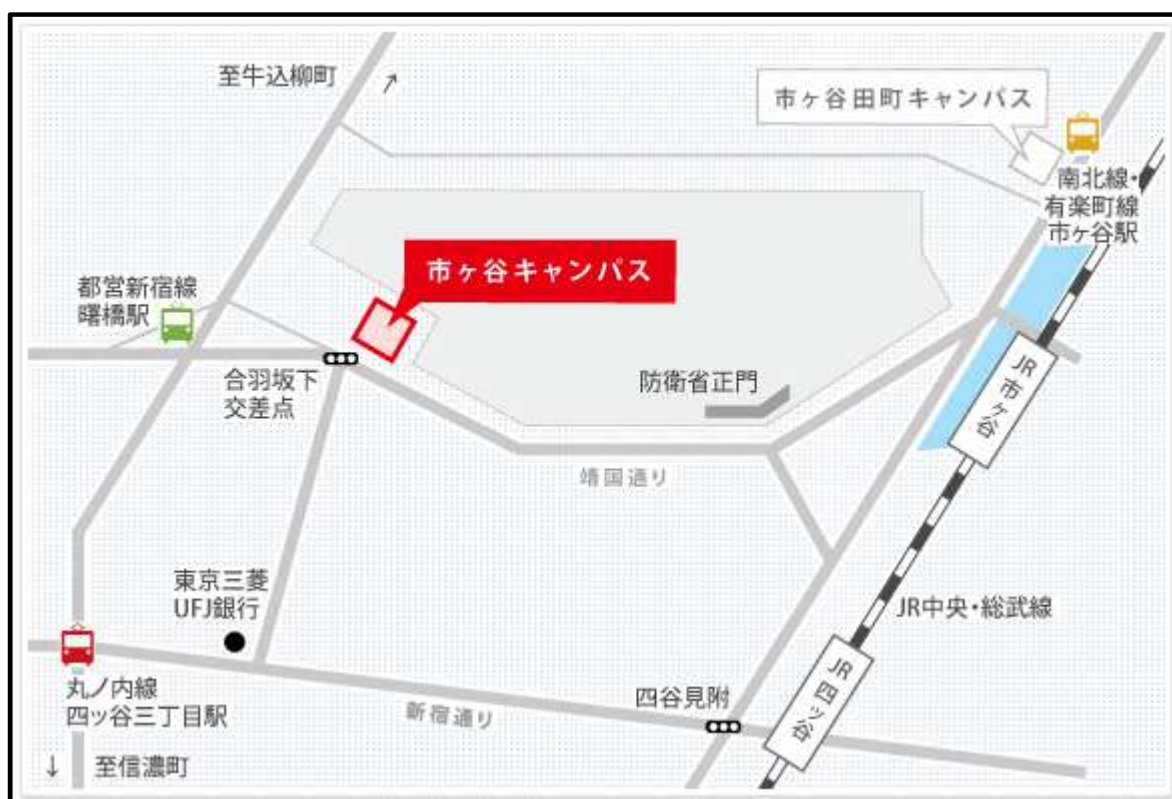 至牛込柳町
市ヶ谷田町キャンパス
南北線・
有楽町線
市ヶ谷駅
市ヶ谷キャンパス
都営新宿線
曙橋駅
合羽坂下
交差点
防衛省正門
JR市ヶ谷
靖国通り
東京三菱
UFJ銀行
JR中央・総武線
丸ノ内線
四ッ谷三丁目駅
新宿通り
四谷見附
JR四ッ谷
至信濃町